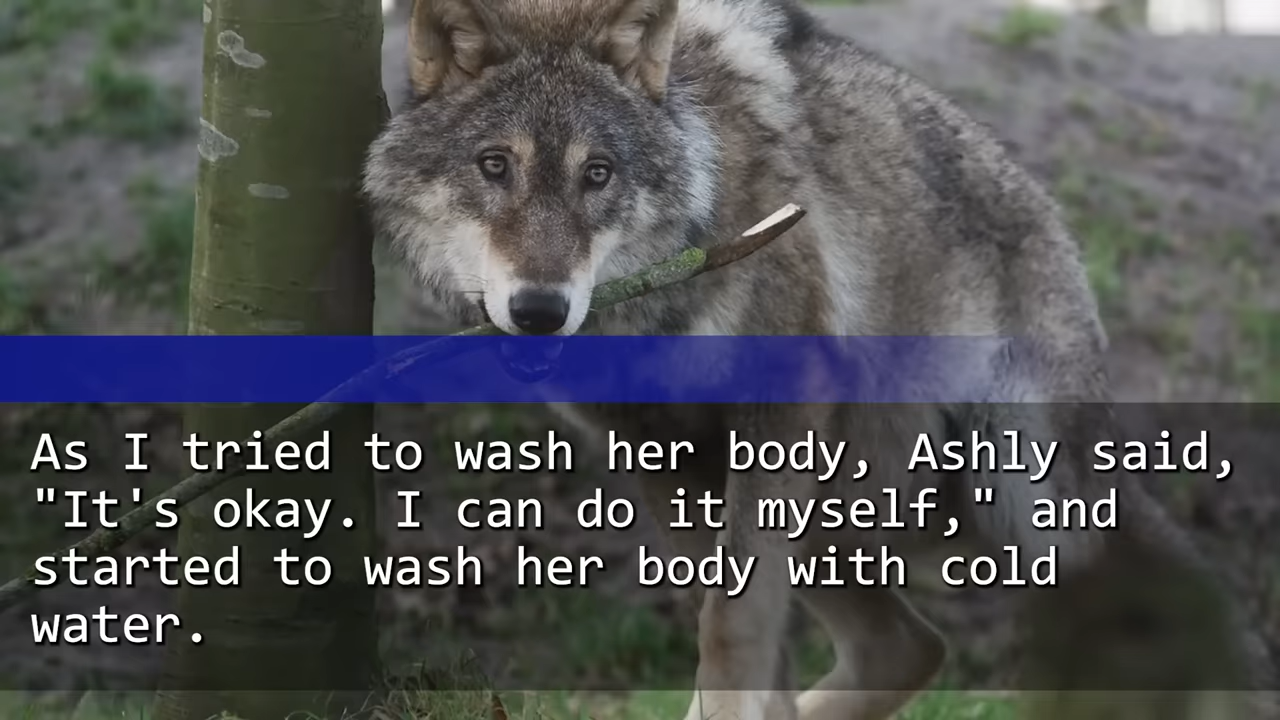 As I tried to wash her body, Ashly said,
"It's okay. I can do it myself," and
started to wash her body with cold
water.